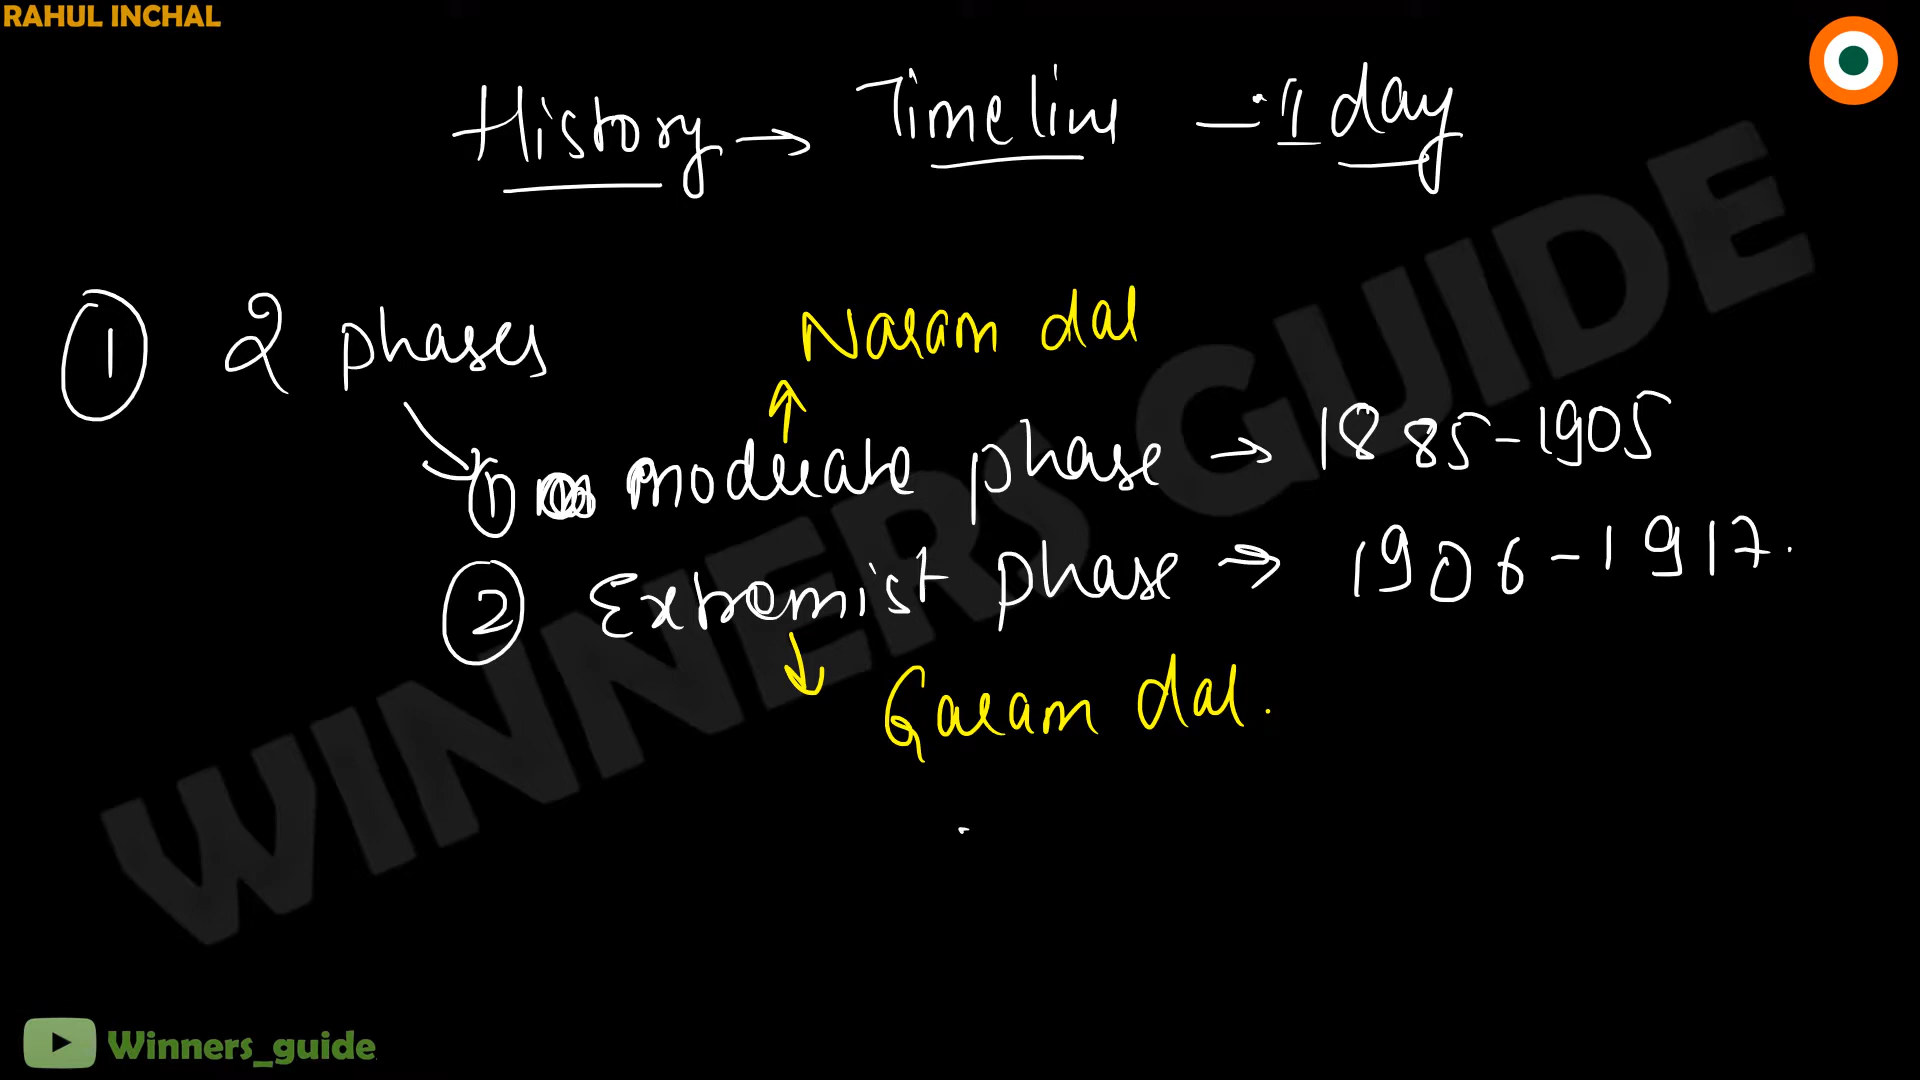 RAHUL INCHAL
History → Timeline - 1 day
① 2 phases
Naram dal
① moderate phase → 1885-1905
② Extremist phase → 1906-1917.
Garam dal.
WINNERS GUIDE
Winners_guide